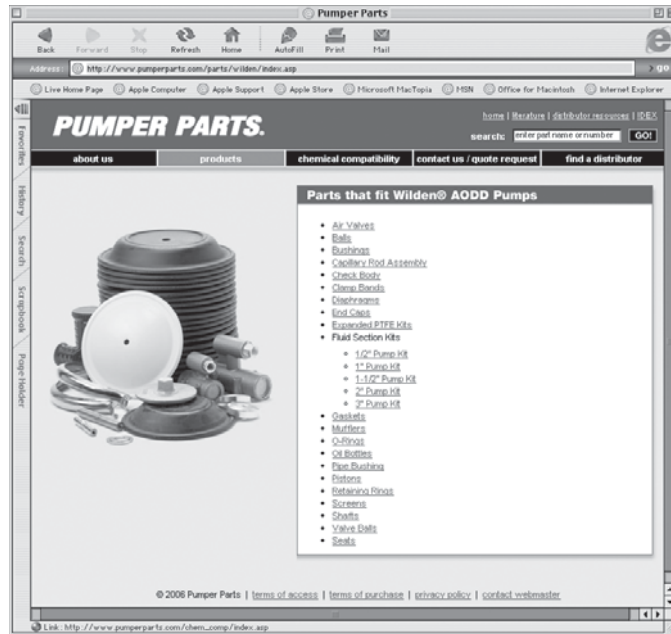 Pumper Parts
Back Forward Stop Refresh Home AutoFill Print Mail
Address: http://www.pumperparts.com/parts/wilden/index.asp go
Live Home Page Apple Computer Apple Support Apple Store Microsoft MacTopia MSN Office for Macintosh Internet Explorer
Favorites
History
Search
Scrapbook
Page Holder
home | literature | distributor resources | IDEX
PUMPER PARTS.
search: enter part name or number GO!
about us products chemical compatibility contact us / quote request find a distributor
Parts that fit Wilden® AODD Pumps
• Air Valves
• Balls
• Bushings
• Capillary Rod Assembly
• Check Body
• Clamp Bands
• Diaphragms
• End Caps
• Expanded PTFE Kits
• Fluid Section Kits
1/2" Pump Kit
1" Pump Kit
1-1/2" Pump Kit
2" Pump Kit
3" Pump Kit
• Gaskets
• Mufflers
• O-Rings
• Oil Bottles
• Pipe Bushing
• Pistons
• Retaining Rings
• Screens
• Shafts
• Valve Balls
• Seats
© 2006 Pumper Parts | terms of access | terms of purchase | privacy policy | contact webmaster
Link: http://www.pumperparts.com/chem_comp/index.asp